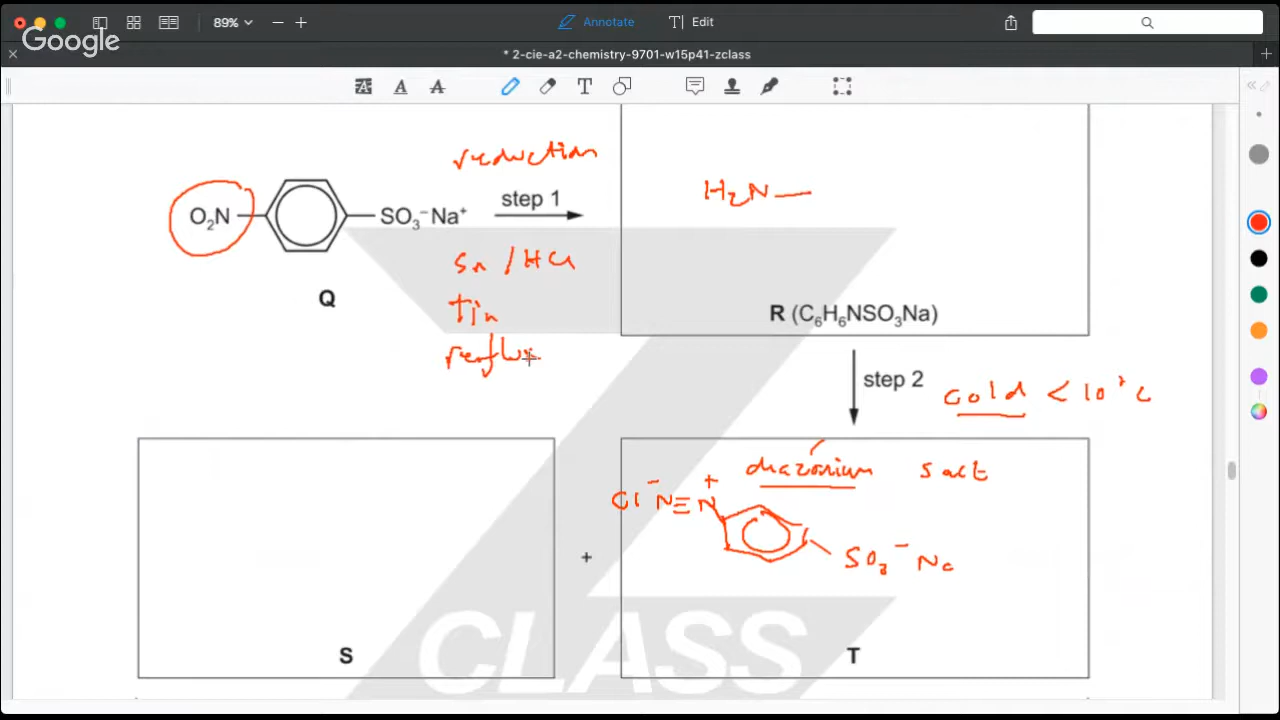 89%
Annotate
Edit
Google
* 2-cie-a2-chemistry-9701-w15p41-zclass
reduction
O₂N
SO₃⁻Na⁺
step 1
H₂N
Sn / HCl
Q
tin
R (C₆H₆NSO₃Na)
reflux
step 2
cold < 10°C
diazonium salt
Cl⁻ N≡N⁺
SO₃⁻ Na
+
CLASS
S
T